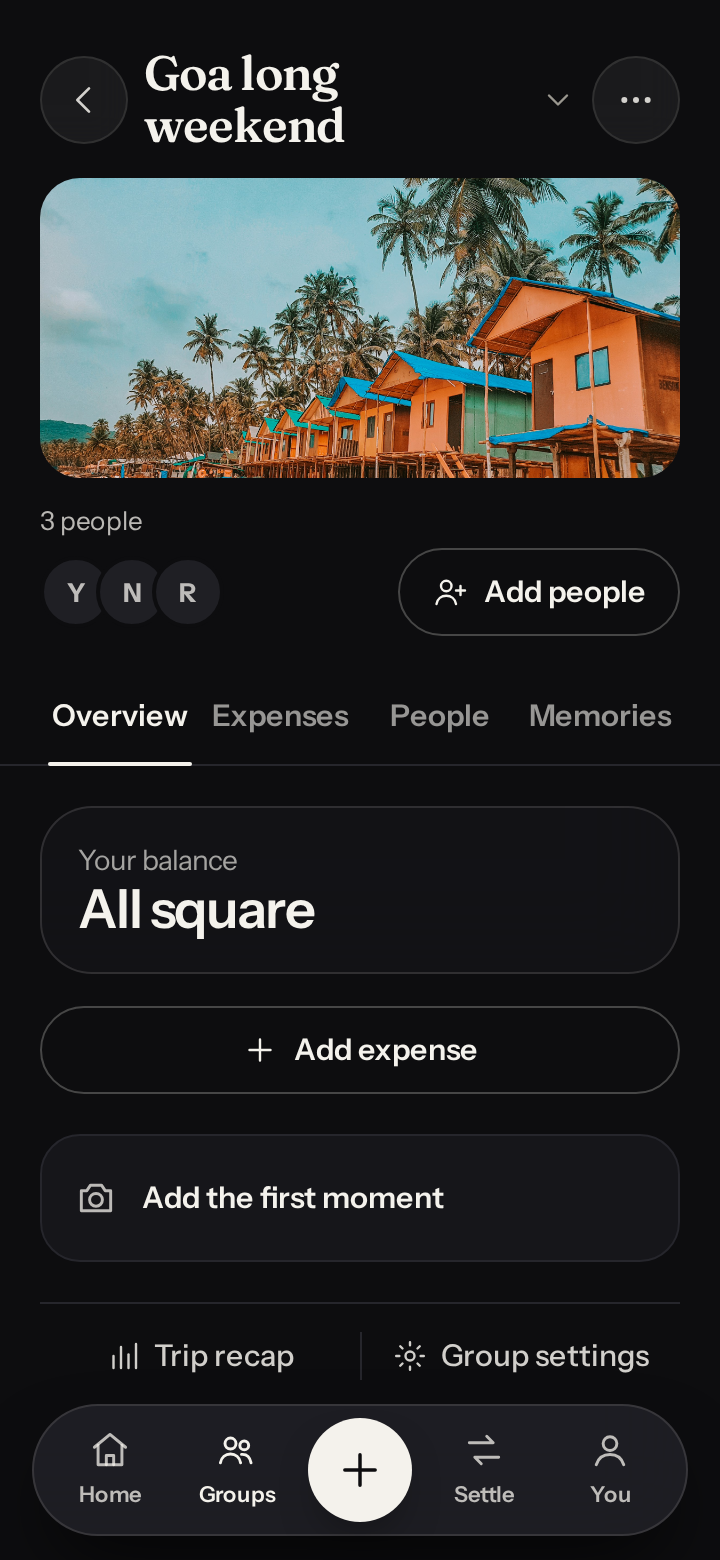 Goa long
weekend
3 people
Y N R
Add people
Overview Expenses People Memories
Your balance
All square
Add expense
Add the first moment
Trip recap Group settings
Home Groups Settle You